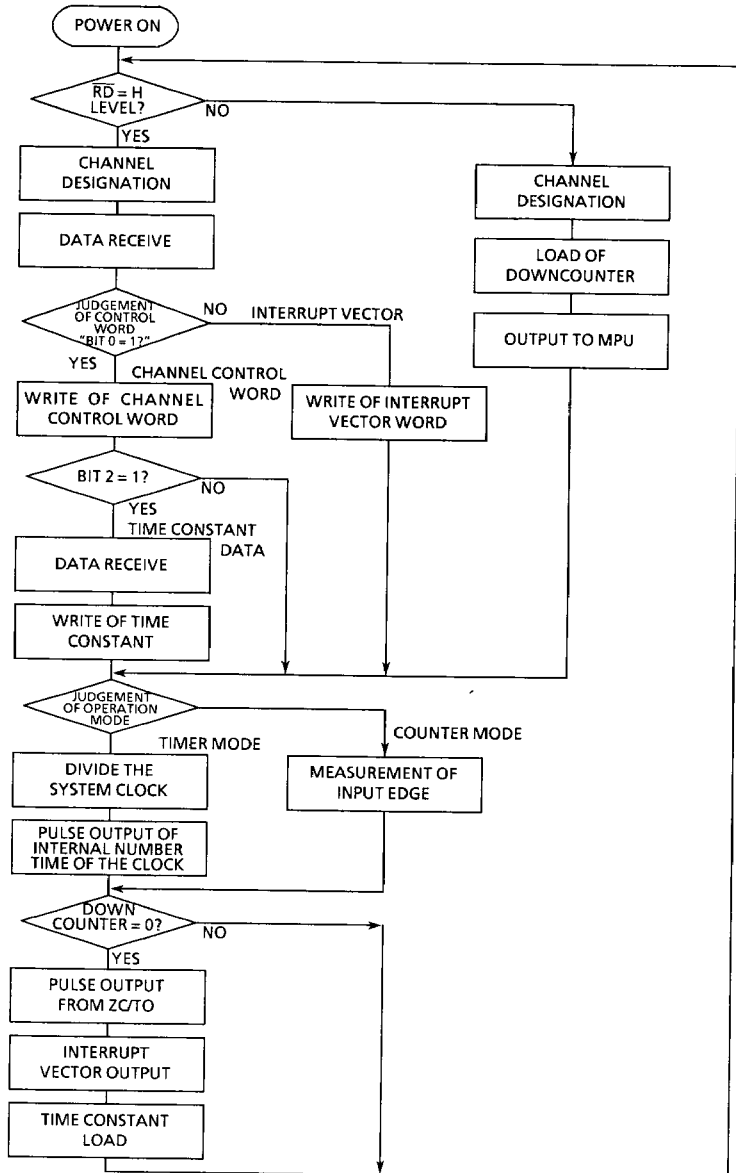 POWER ON
RD = H
LEVEL?
NO
YES
CHANNEL
DESIGNATION
DATA RECEIVE
CHANNEL
DESIGNATION
LOAD OF
DOWNCOUNTER
OUTPUT TO MPU
JUDGEMENT
OF CONTROL
WORD
"BIT 0 = 1?"
NO
INTERRUPT VECTOR
YES
CHANNEL CONTROL
WORD
WRITE OF CHANNEL
CONTROL WORD
WRITE OF INTERRUPT
VECTOR WORD
BIT 2 = 1?
NO
YES
TIME CONSTANT
DATA
DATA RECEIVE
WRITE OF TIME
CONSTANT
JUDGEMENT
OF OPERATION
MODE
COUNTER MODE
TIMER MODE
DIVIDE THE
SYSTEM CLOCK
MEASUREMENT OF
INPUT EDGE
PULSE OUTPUT OF
INTERNAL NUMBER
TIME OF THE CLOCK
DOWN
COUNTER = 0?
NO
YES
PULSE OUTPUT
FROM ZC/TO
INTERRUPT
VECTOR OUTPUT
TIME CONSTANT
LOAD